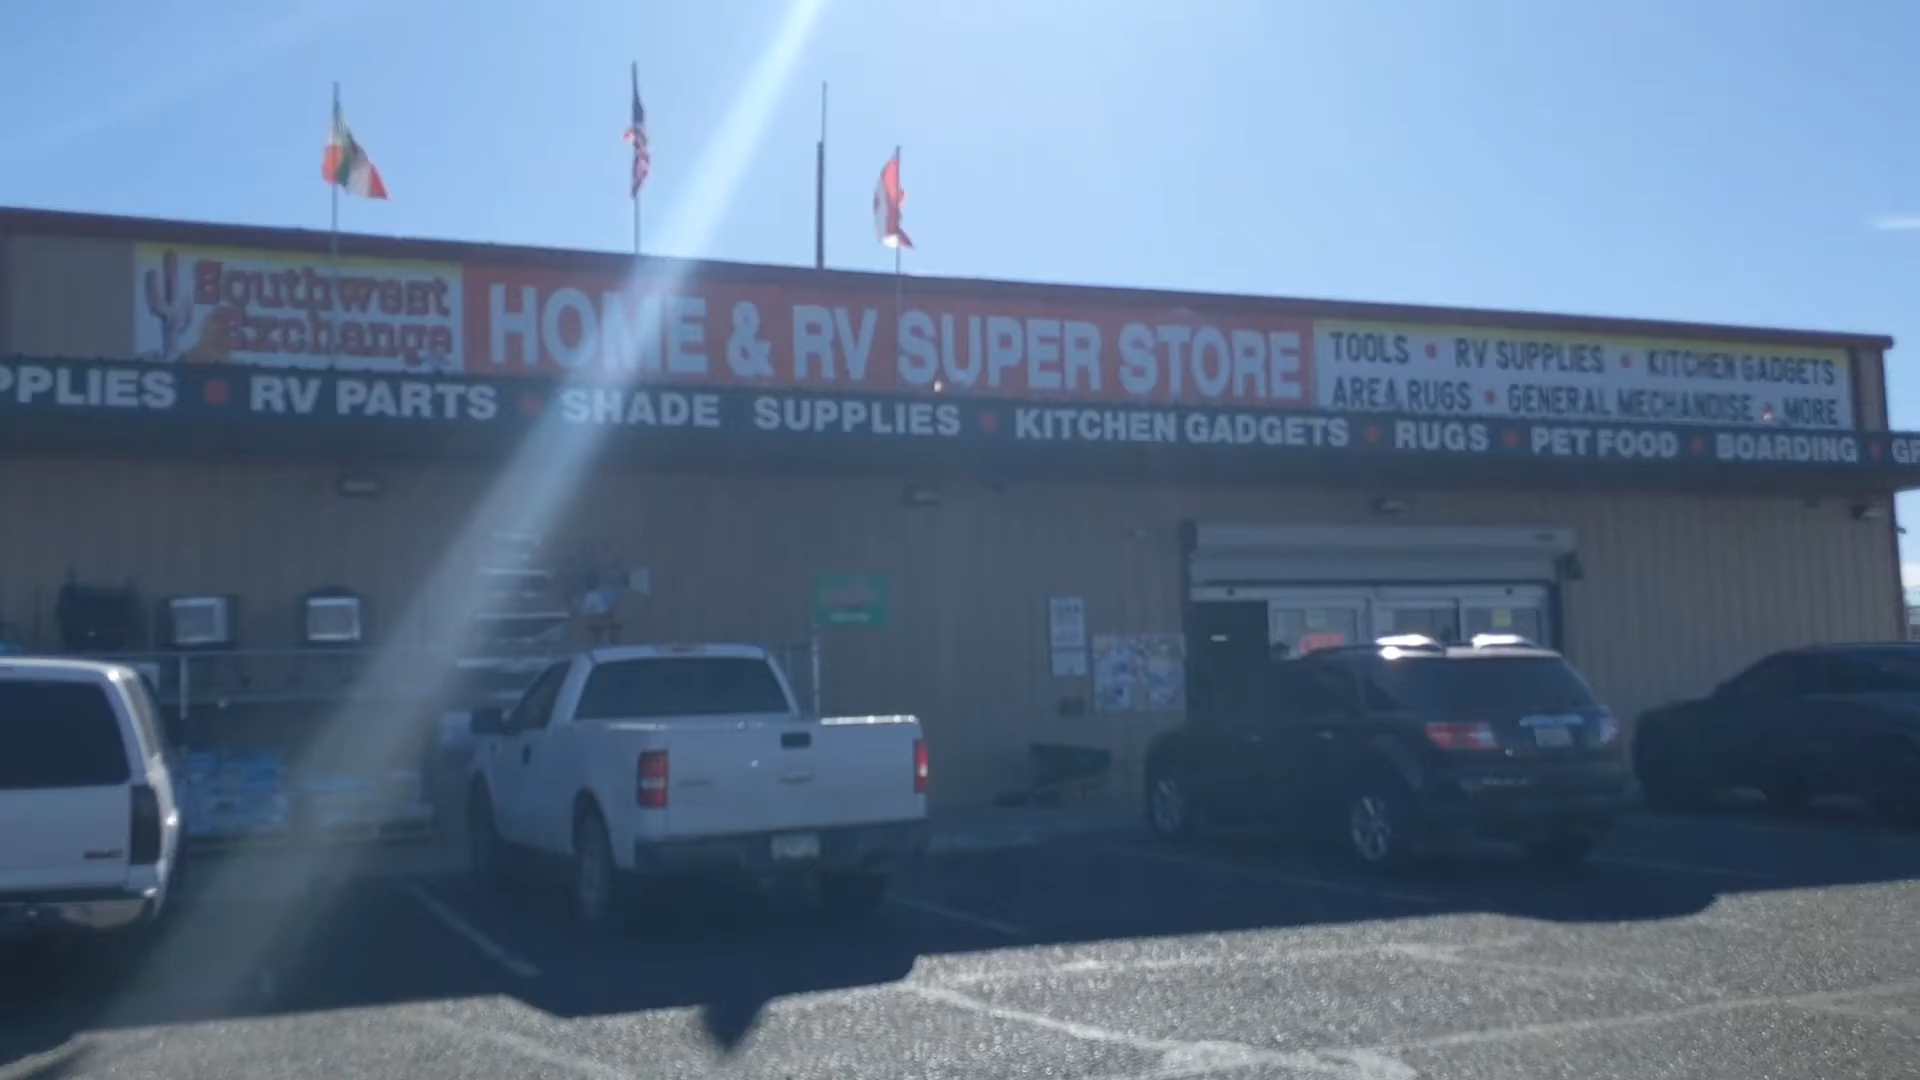 Southwest
Exchange
HOME & RV SUPER STORE
TOOLS • RV SUPPLIES • KITCHEN GADGETS
AREA RUGS • GENERAL MECHANDISE • MORE
PPLIES • RV PARTS • SHADE SUPPLIES • KITCHEN GADGETS • RUGS • PET FOOD • BOARDING •